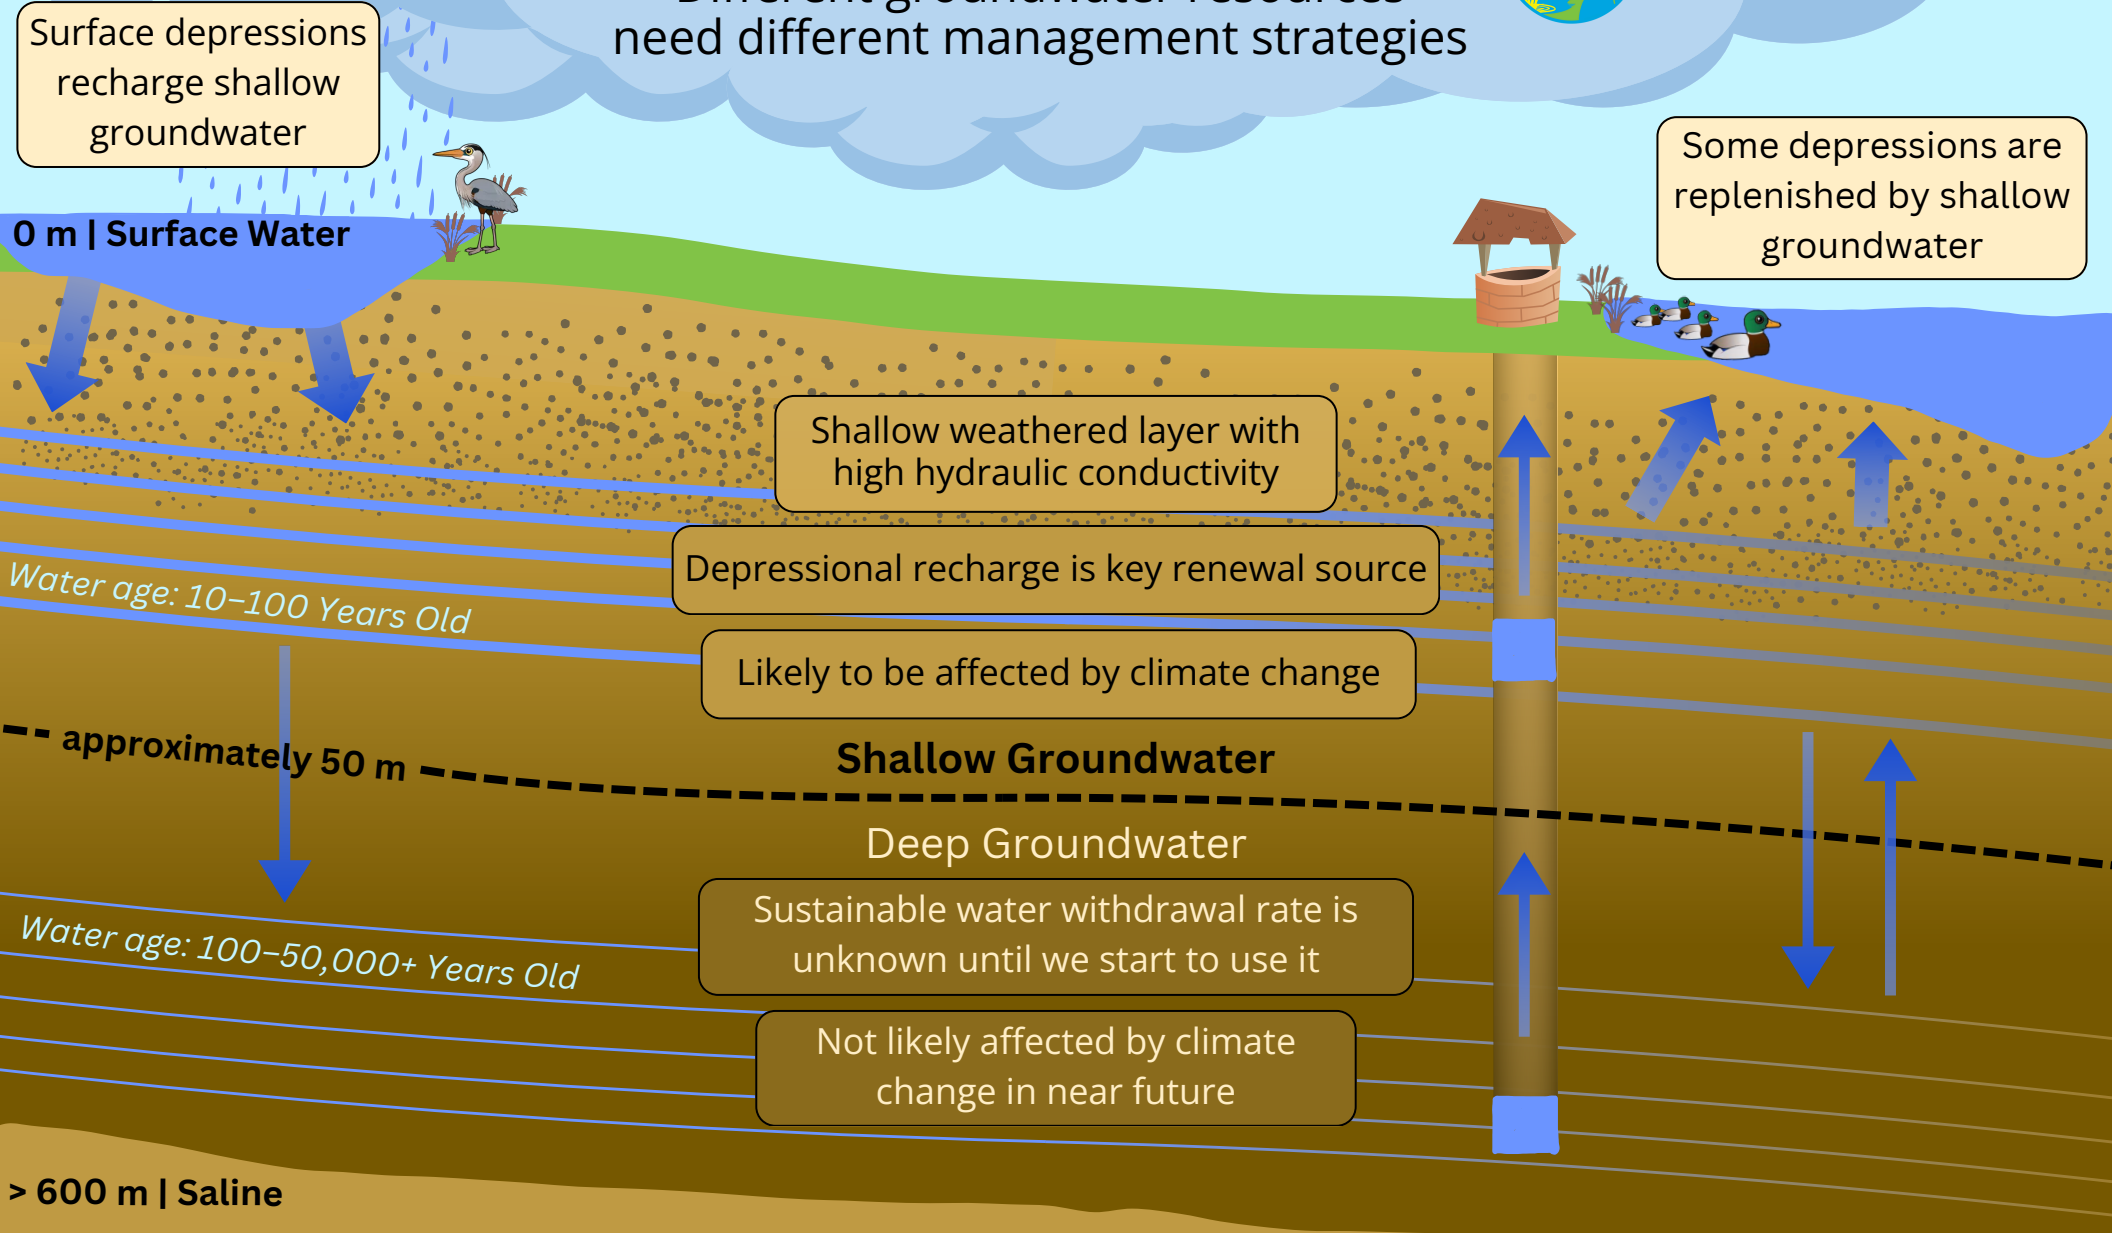 Different groundwater resources
need different management strategies
Surface depressions
recharge shallow
groundwater
Some depressions are
replenished by shallow
groundwater
0 m | Surface Water
Shallow weathered layer with
high hydraulic conductivity
Depressional recharge is key renewal source
Water age: 10–100 Years Old
Likely to be affected by climate change
approximately 50 m
Shallow Groundwater
Deep Groundwater
Sustainable water withdrawal rate is
unknown until we start to use it
Water age: 100–50,000+ Years Old
Not likely affected by climate
change in near future
> 600 m | Saline